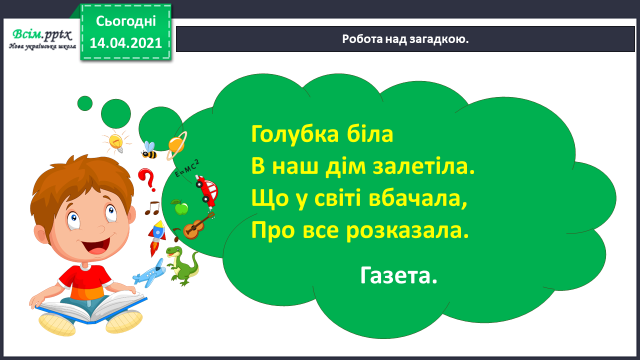 Всім.pptx
Нова українська школа
Сьогодні
14.04.2021
Робота над загадкою.
E=MC²
Голубка біла
В наш дім залетіла.
Що у світі вбачала,
Про все розказала.
Газета.